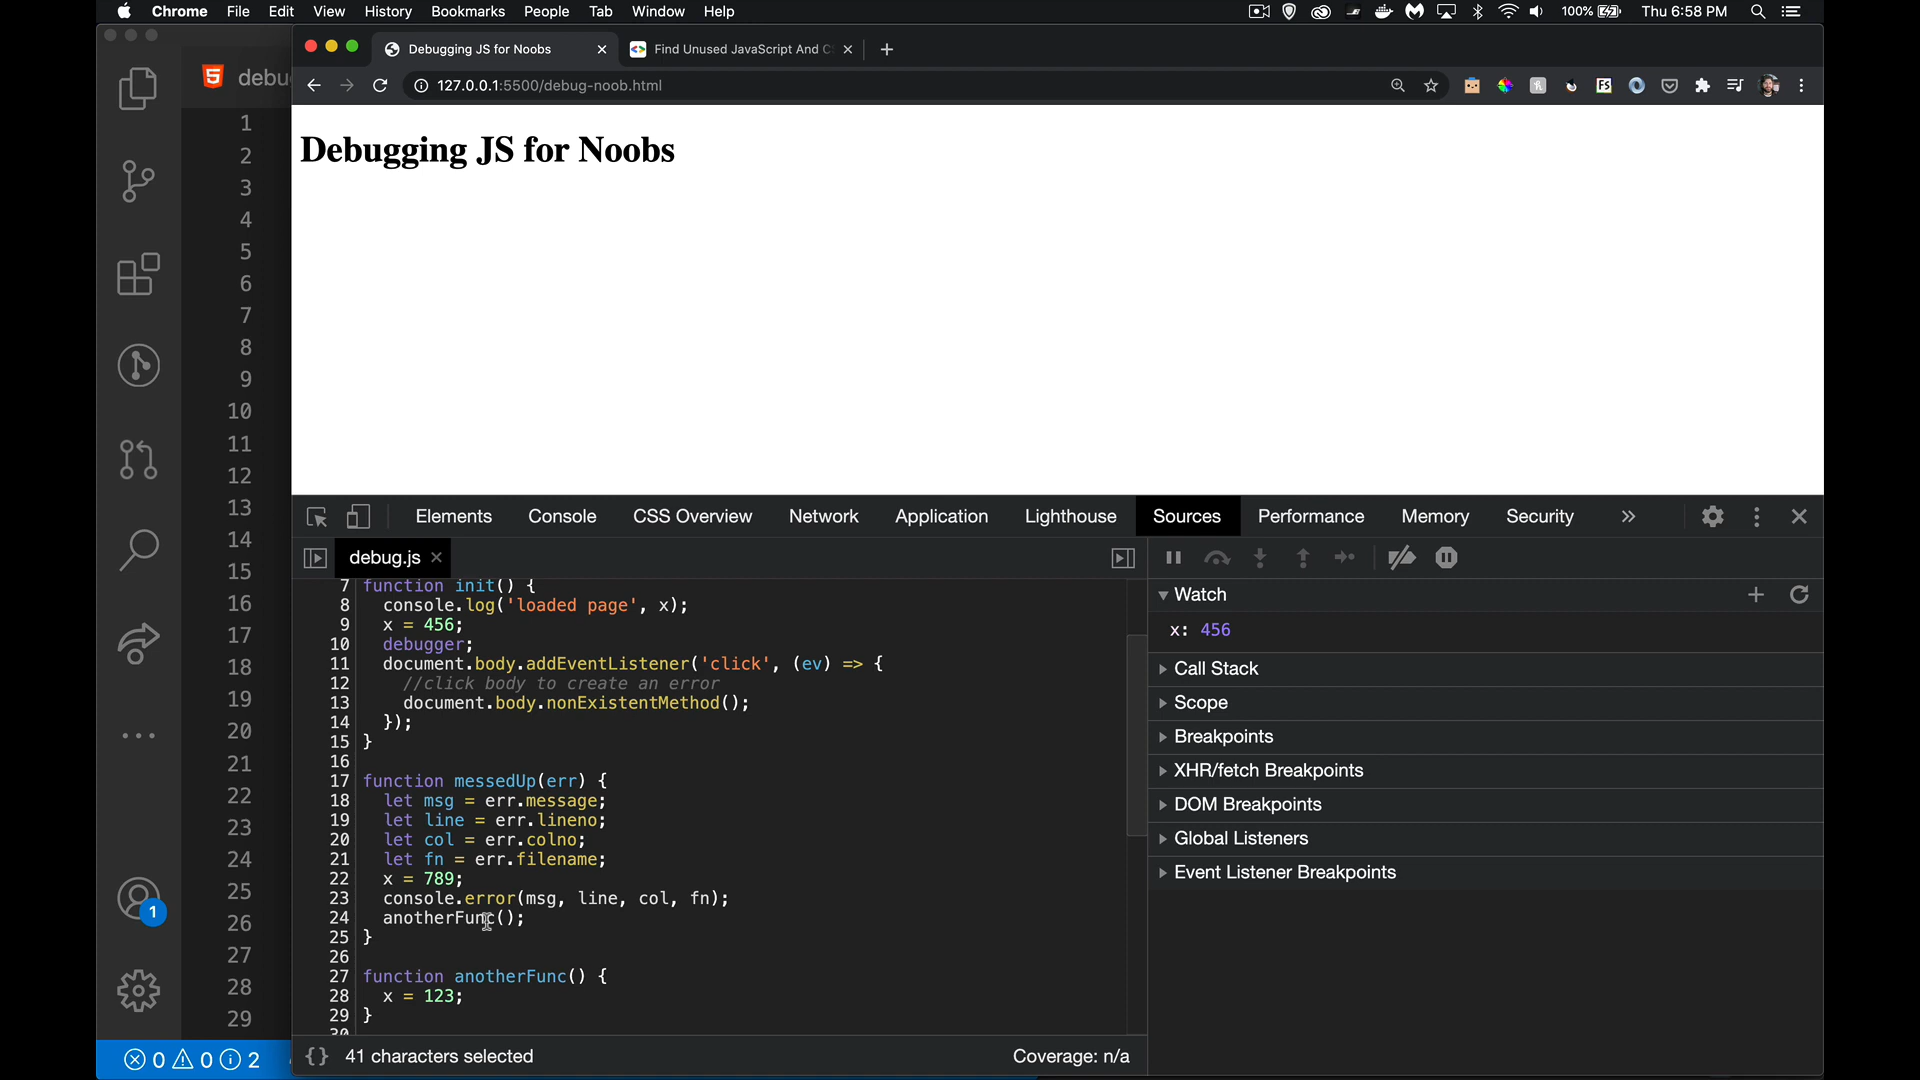 Chrome File Edit View History Bookmarks People Tab Window Help 100% Thu 6:58 PM
debu
Debugging JS for Noobs
Find Unused JavaScript And C
127.0.0.1:5500/debug-noob.html
1
2
3
4
5
6
7
8
9
10
11
12
13
14
15
16
17
18
19
20
21
22
23
24
25
26
27
28
29
1
0 0 2
Debugging JS for Noobs
Elements Console CSS Overview Network Application Lighthouse Sources Performance Memory Security
debug.js
7 function init() {
8 console.log('loaded page', x);
9 x = 456;
10 debugger;
11 document.body.addEventListener('click', (ev) => {
12 //click body to create an error
13 document.body.nonExistentMethod();
14 });
15 }
16
17 function messedUp(err) {
18 let msg = err.message;
19 let line = err.lineno;
20 let col = err.colno;
21 let fn = err.filename;
22 x = 789;
23 console.error(msg, line, col, fn);
24 anotherFunc();
25 }
26
27 function anotherFunc() {
28 x = 123;
29 }
30
{} 41 characters selected Coverage: n/a
Watch
x: 456
Call Stack
Scope
Breakpoints
XHR/fetch Breakpoints
DOM Breakpoints
Global Listeners
Event Listener Breakpoints